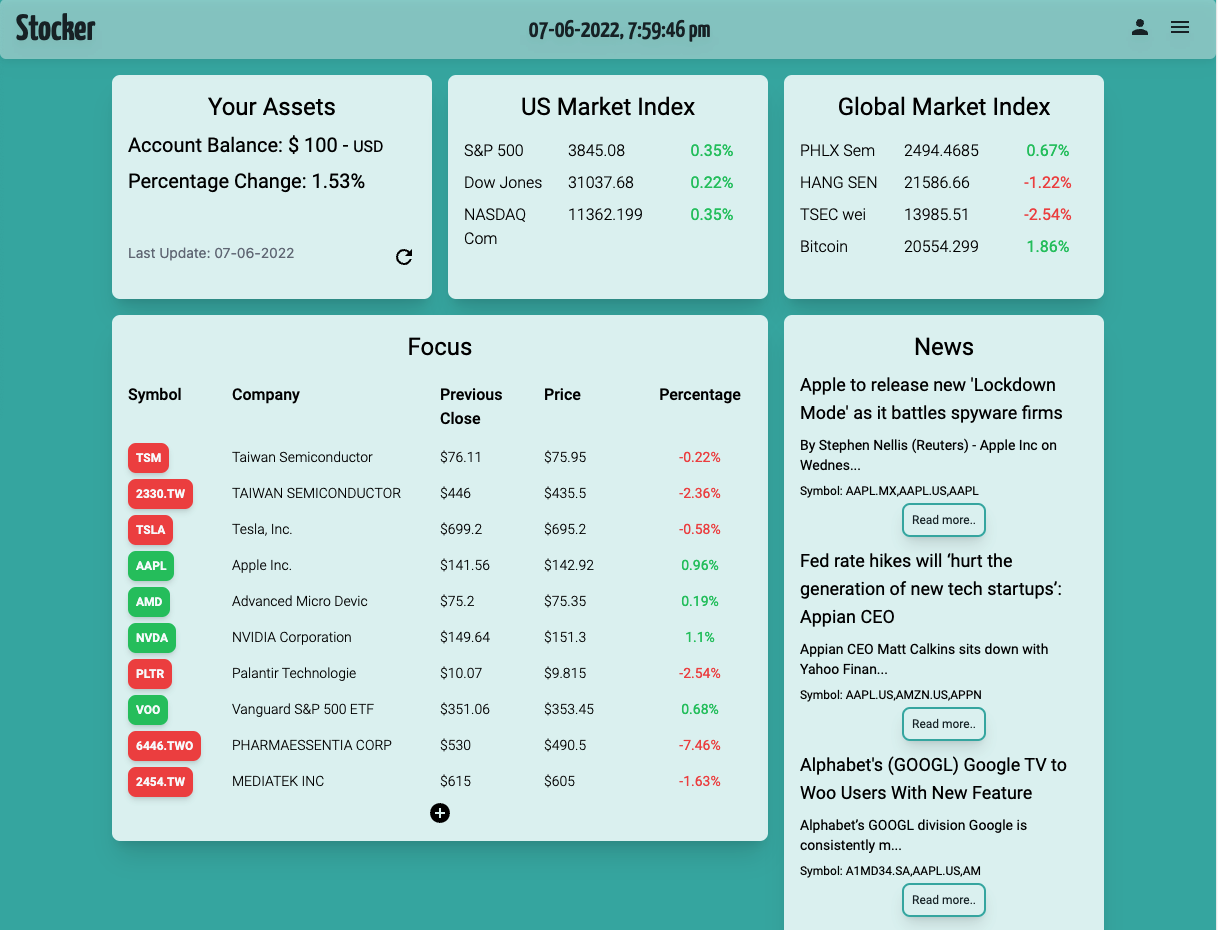 Stocker
07-06-2022, 7:59:46 pm
Your Assets
Account Balance: $ 100 - USD
Percentage Change: 1.53%
Last Update: 07-06-2022
US Market Index
S&P 500 3845.08 0.35%
Dow Jones 31037.68 0.22%
NASDAQ 11362.199 0.35%
Com
Global Market Index
PHLX Sem 2494.4685 0.67%
HANG SEN 21586.66 -1.22%
TSEC wei 13985.51 -2.54%
Bitcoin 20554.299 1.86%
Focus
Symbol Company Previous Price Percentage
Close
TSM Taiwan Semiconductor $76.11 $75.95 -0.22%
2330.TW TAIWAN SEMICONDUCTOR $446 $435.5 -2.36%
TSLA Tesla, Inc. $699.2 $695.2 -0.58%
AAPL Apple Inc. $141.56 $142.92 0.96%
AMD Advanced Micro Devic $75.2 $75.35 0.19%
NVDA NVIDIA Corporation $149.64 $151.3 1.1%
PLTR Palantir Technologie $10.07 $9.815 -2.54%
VOO Vanguard S&P 500 ETF $351.06 $353.45 0.68%
6446.TWO PHARMAESSENTIA CORP $530 $490.5 -7.46%
2454.TW MEDIATEK INC $615 $605 -1.63%
News
Apple to release new 'Lockdown
Mode' as it battles spyware firms
By Stephen Nellis (Reuters) - Apple Inc on
Wednes...
Symbol: AAPL.MX,AAPL.US,AAPL
Read more..
Fed rate hikes will ‘hurt the
generation of new tech startups’:
Appian CEO
Appian CEO Matt Calkins sits down with
Yahoo Finan...
Symbol: AAPL.US,AMZN.US,APPN
Read more..
Alphabet's (GOOGL) Google TV to
Woo Users With New Feature
Alphabet’s GOOGL division Google is
consistently m...
Symbol: A1MD34.SA,AAPL.US,AM
Read more..